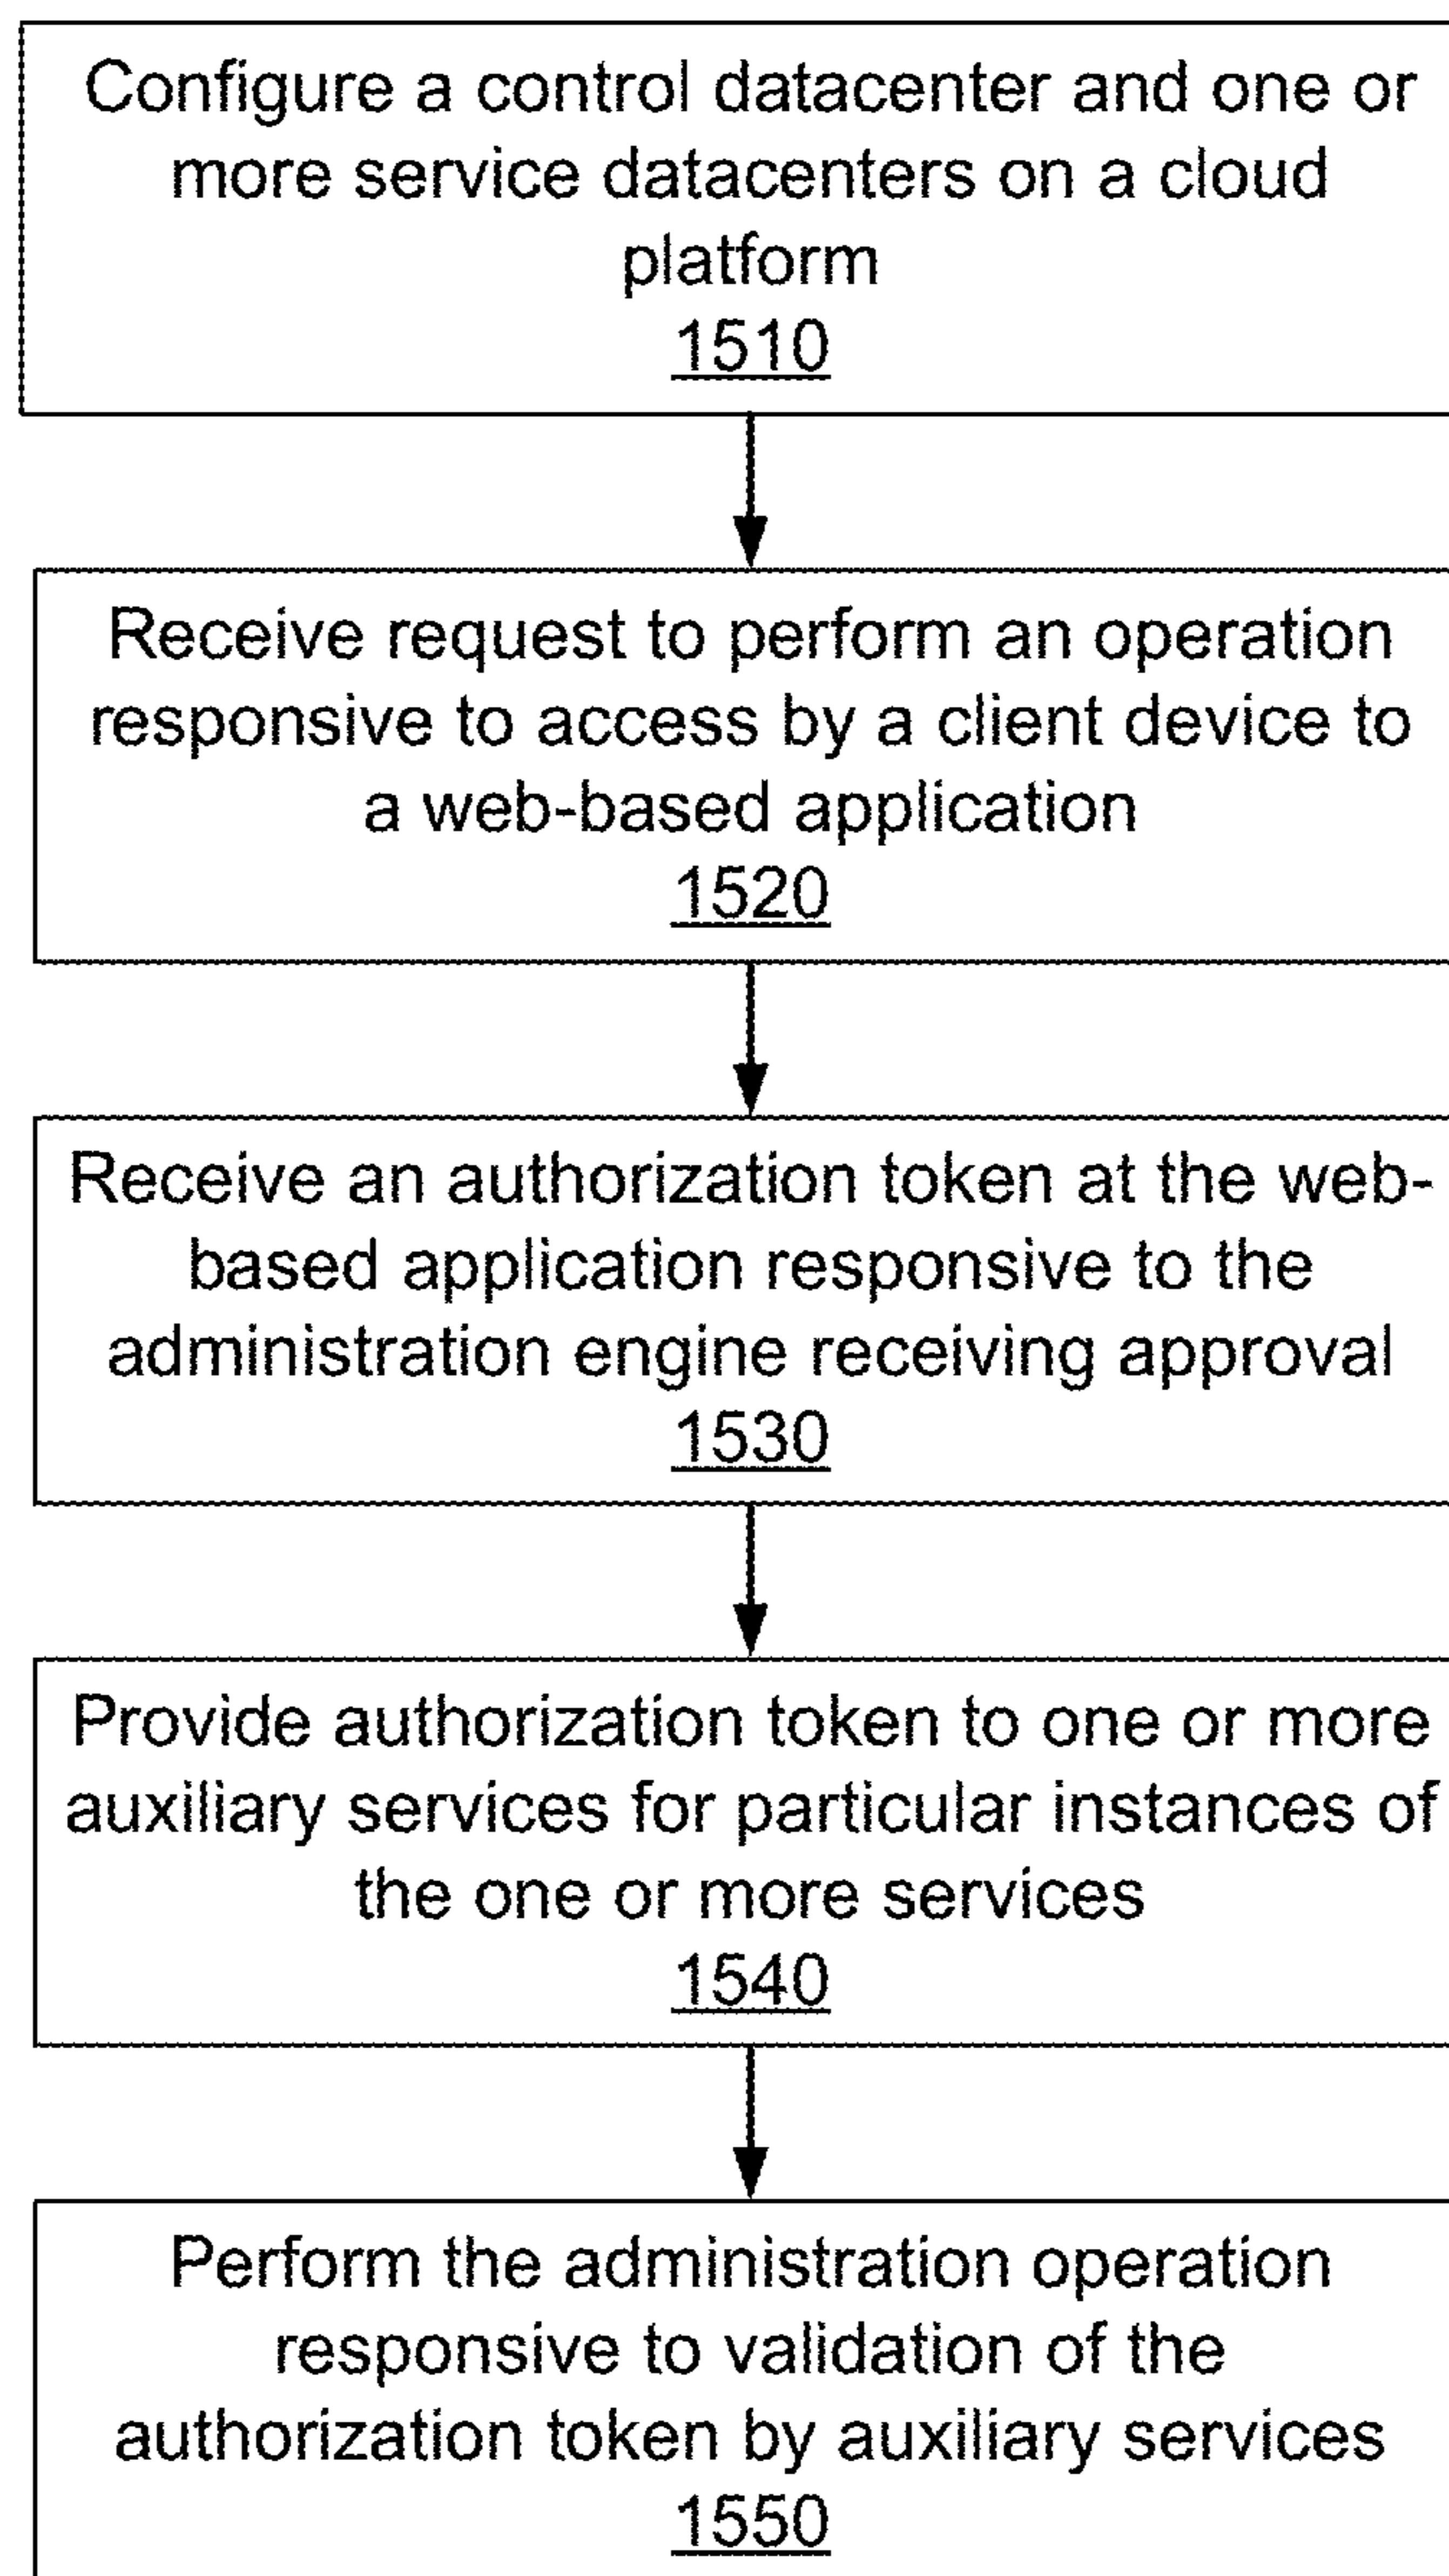 Configure a control datacenter and one or
more service datacenters on a cloud
platform
1510
Receive request to perform an operation
responsive to access by a client device to
a web-based application
1520
Receive an authorization token at the web-
based application responsive to the
administration engine receiving approval
1530
Provide authorization token to one or more
auxiliary services for particular instances of
the one or more services
1540
Perform the administration operation
responsive to validation of the
authorization token by auxiliary services
1550